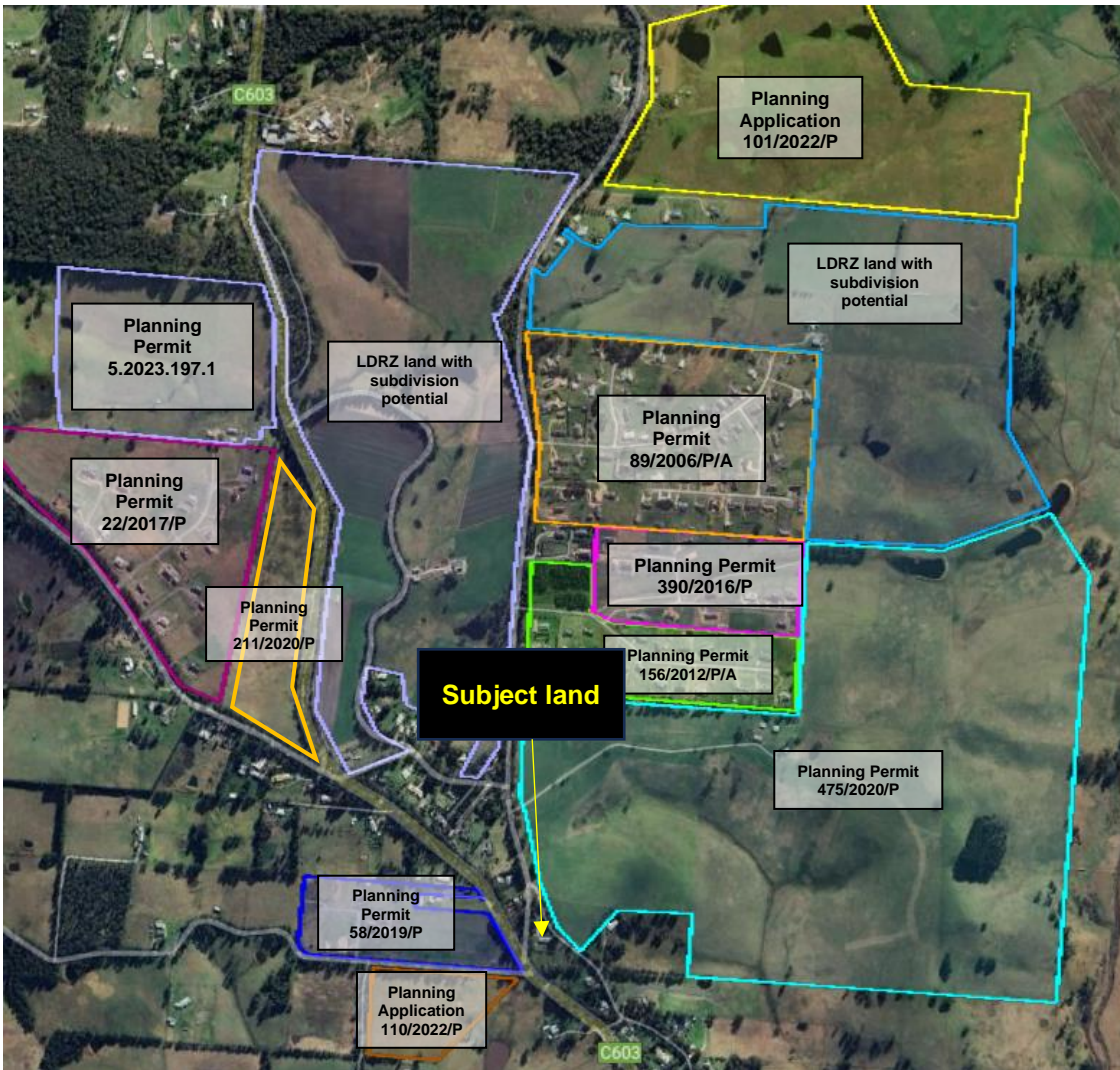 C603
Planning
Application
101/2022/P
LDRZ land with
subdivision
potential
Planning
Permit
5.2023.197.1
LDRZ land with
subdivision
potential
Planning
Permit
89/2006/P/A
Planning
Permit
22/2017/P
Planning Permit
390/2016/P
Planning
Permit
211/2020/P
Planning Permit
156/2012/P/A
Subject land
Planning Permit
475/2020/P
Planning
Permit
58/2019/P
Planning
Application
110/2022/P
C603